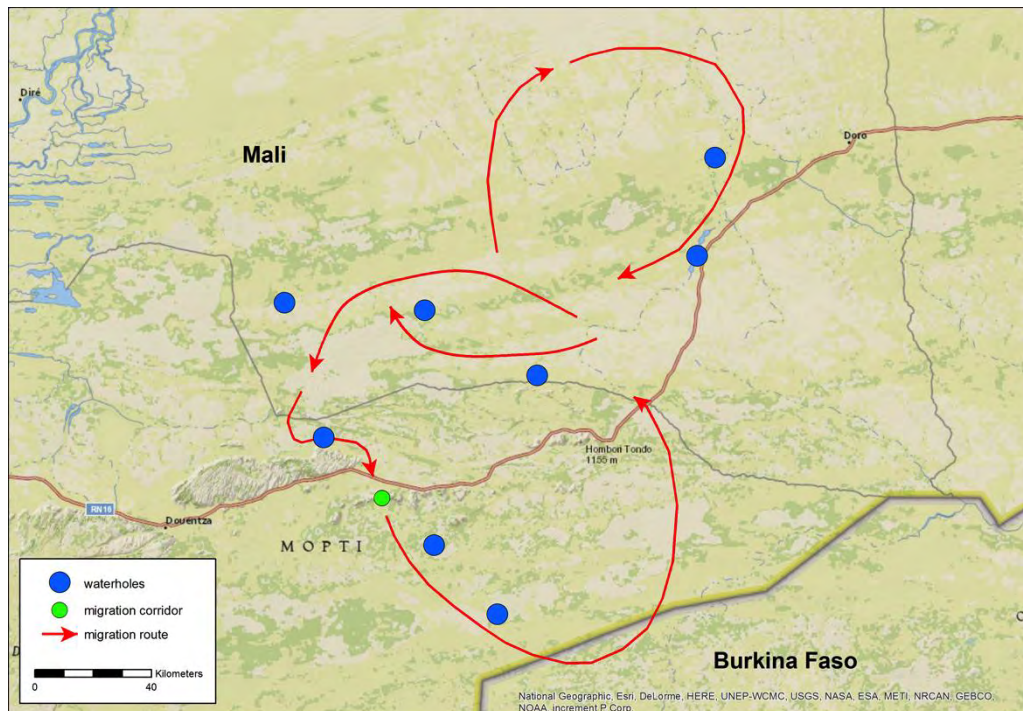 Diré
Mali
Doro
Hombori Tondo
1155 m
RN16
Douentza
MOPTI
waterholes
migration corridor
migration route
Kilometers
0 40
Burkina Faso
National Geographic, Esri, DeLorme, HERE, UNEP-WCMC, USGS, NASA, ESA, METI, NRCAN, GEBCO,
NOAA, increment P Corp